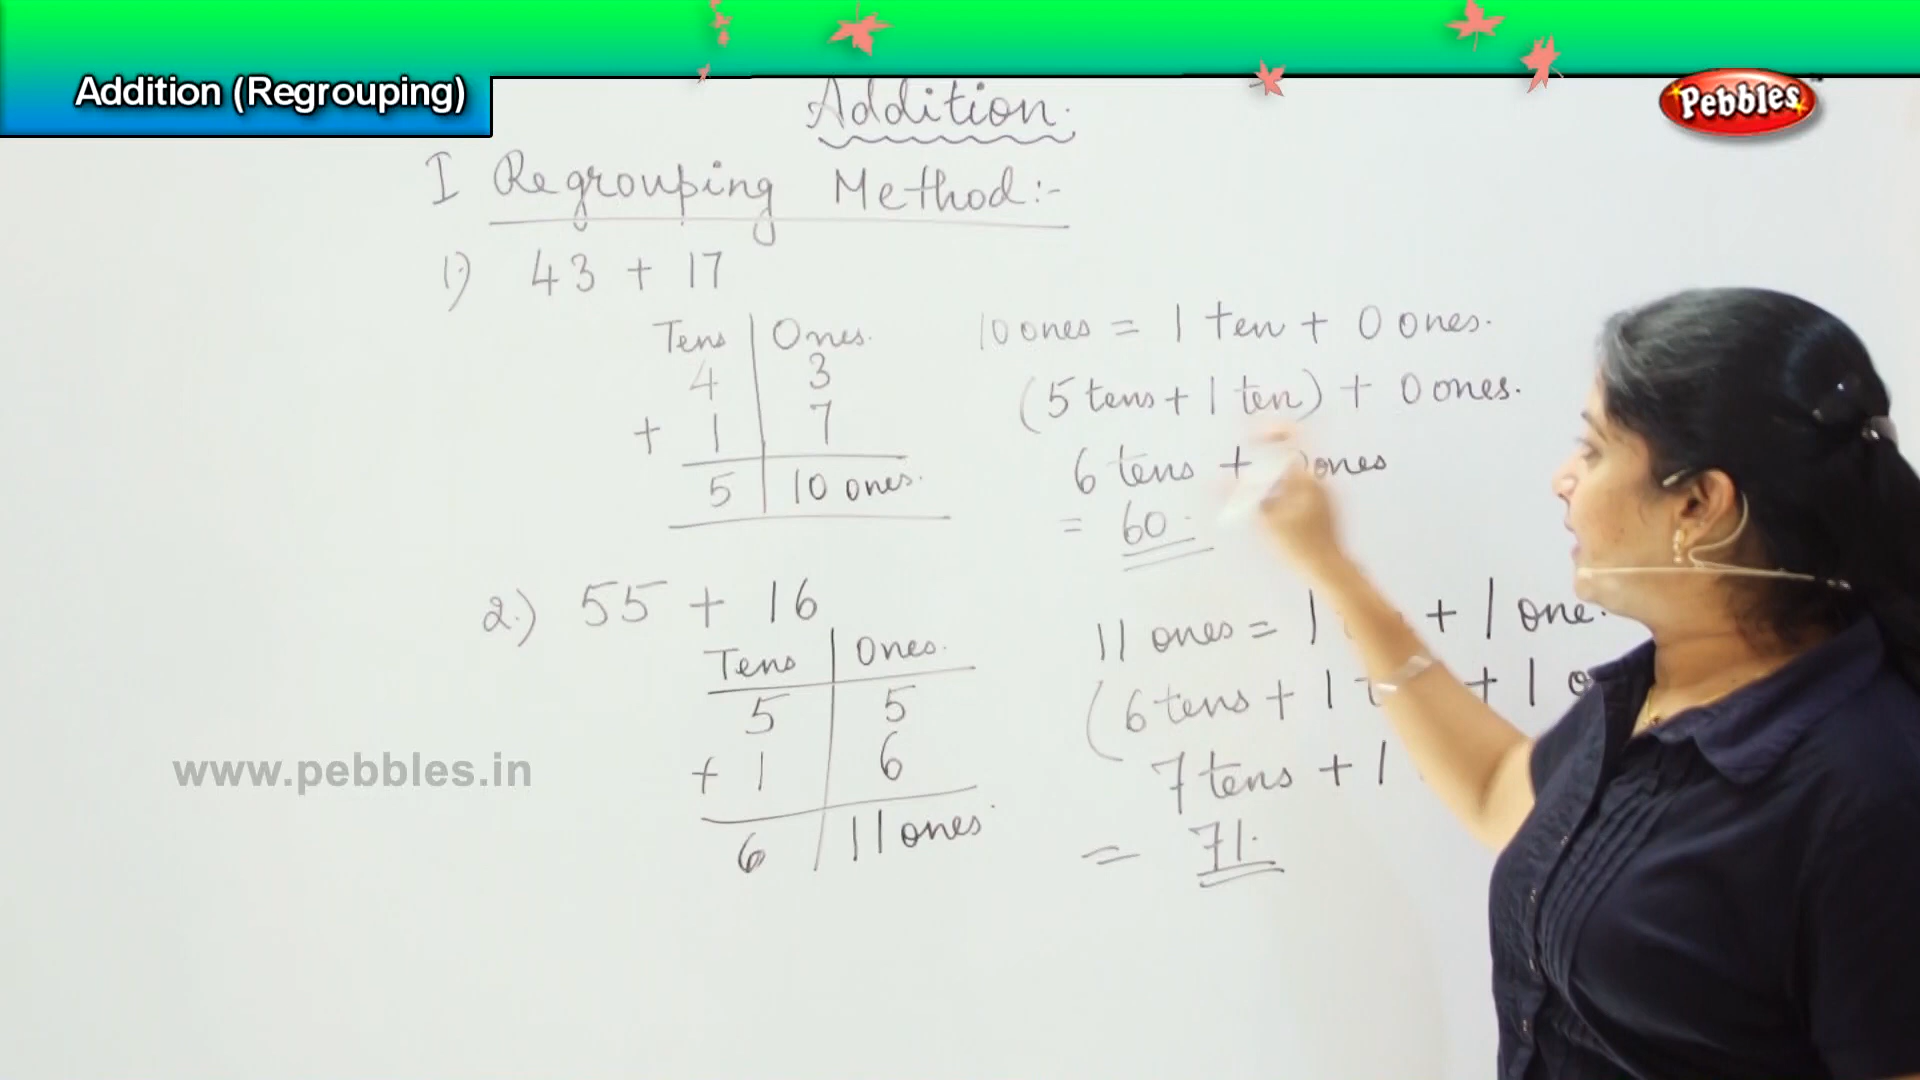 Addition (Regrouping)
Pebbles
Addition.
I Regrouping Method:-
1) 43 + 17
Tens | Ones.
4 | 3
+ 1 | 7
5 | 10 ones.
10 ones = 1 ten + 0 ones.
(5 tens + 1 ten) + 0 ones.
6 tens + ones
= 60.
2.) 55 + 16
Tens | Ones.
5 | 5
+ 1 | 6
6 | 11 ones
11 ones = 1 + 1 one.
(6 tens + 1 + 1
7 tens + 1
= 71.
www.pebbles.in